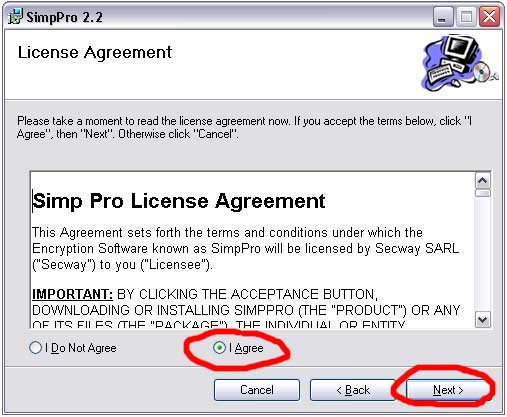 SimpPro 2.2
License Agreement
Please take a moment to read the license agreement now. If you accept the terms below, click "I
Agree", then "Next". Otherwise click "Cancel".
Simp Pro License Agreement
This Agreement sets forth the terms and conditions under which the
Encryption Software known as SimpPro will be licensed by Secway SARL
("Secway") to you ("Licensee").
IMPORTANT: BY CLICKING THE ACCEPTANCE BUTTON,
DOWNLOADING OR INSTALLING SIMPPRO (THE "PRODUCT") OR ANY
OF ITS FILES (THE "PACKAGE"), THE INDIVIDUAL OR ENTITY
I Do Not Agree I Agree
Cancel < Back Next >